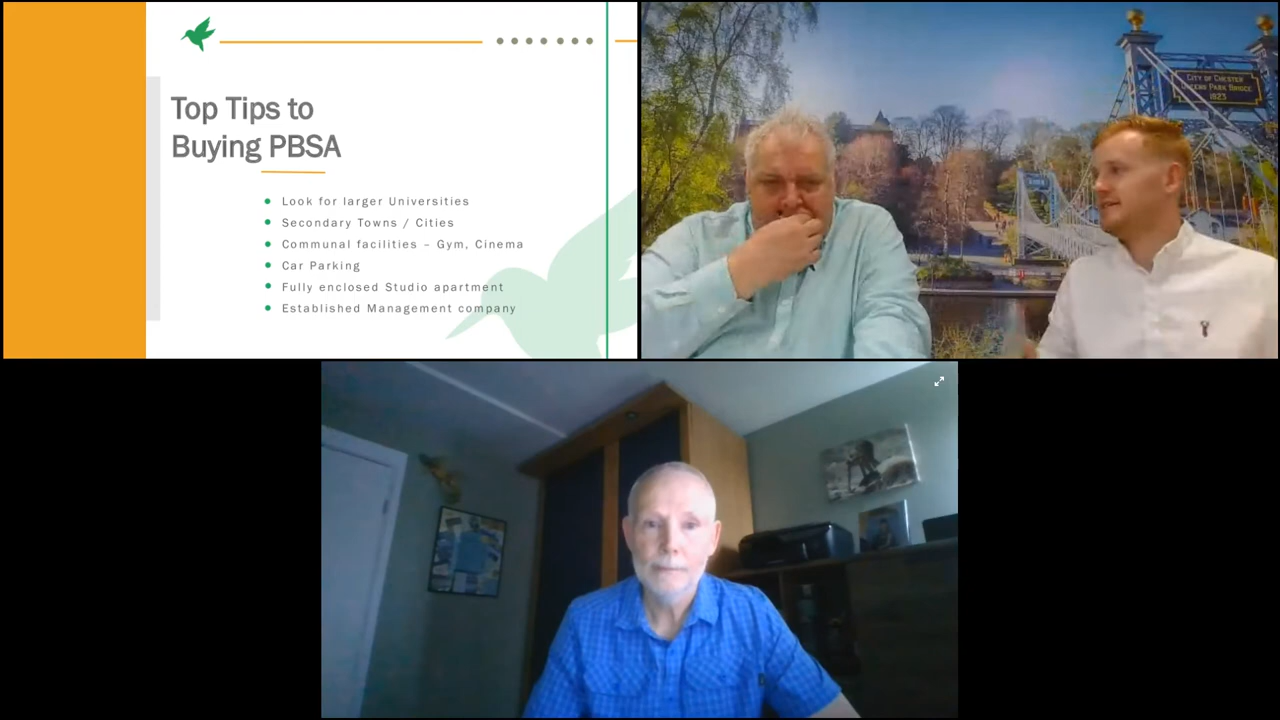 Top Tips to
Buying PBSA
Look for larger Universities
Secondary Towns / Cities
Communal facilities – Gym, Cinema
Car Parking
Fully enclosed Studio apartment
Established Management company
CITY OF CHESTER
QUEENS PARK BRIDGE
1923